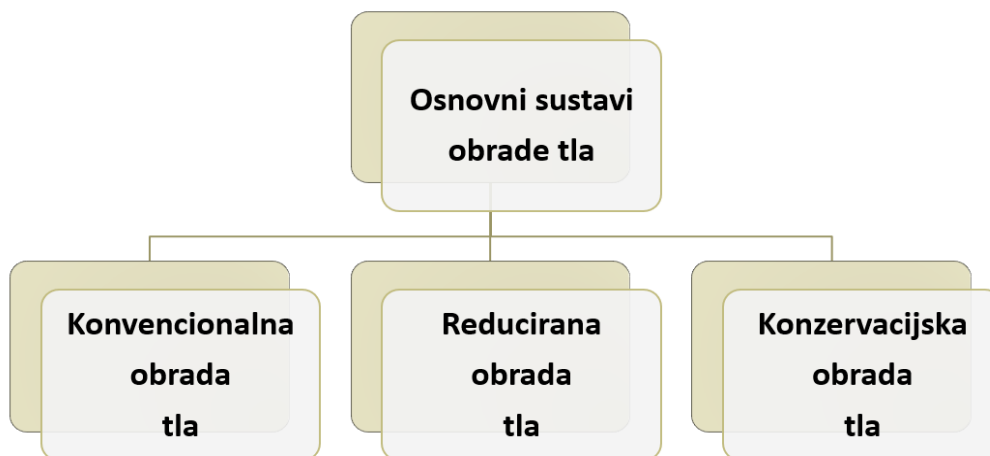 Osnovni sustavi
obrade tla
Konvencionalna
obrada
tla
Reducirana
obrada
tla
Konzervacijska
obrada
tla